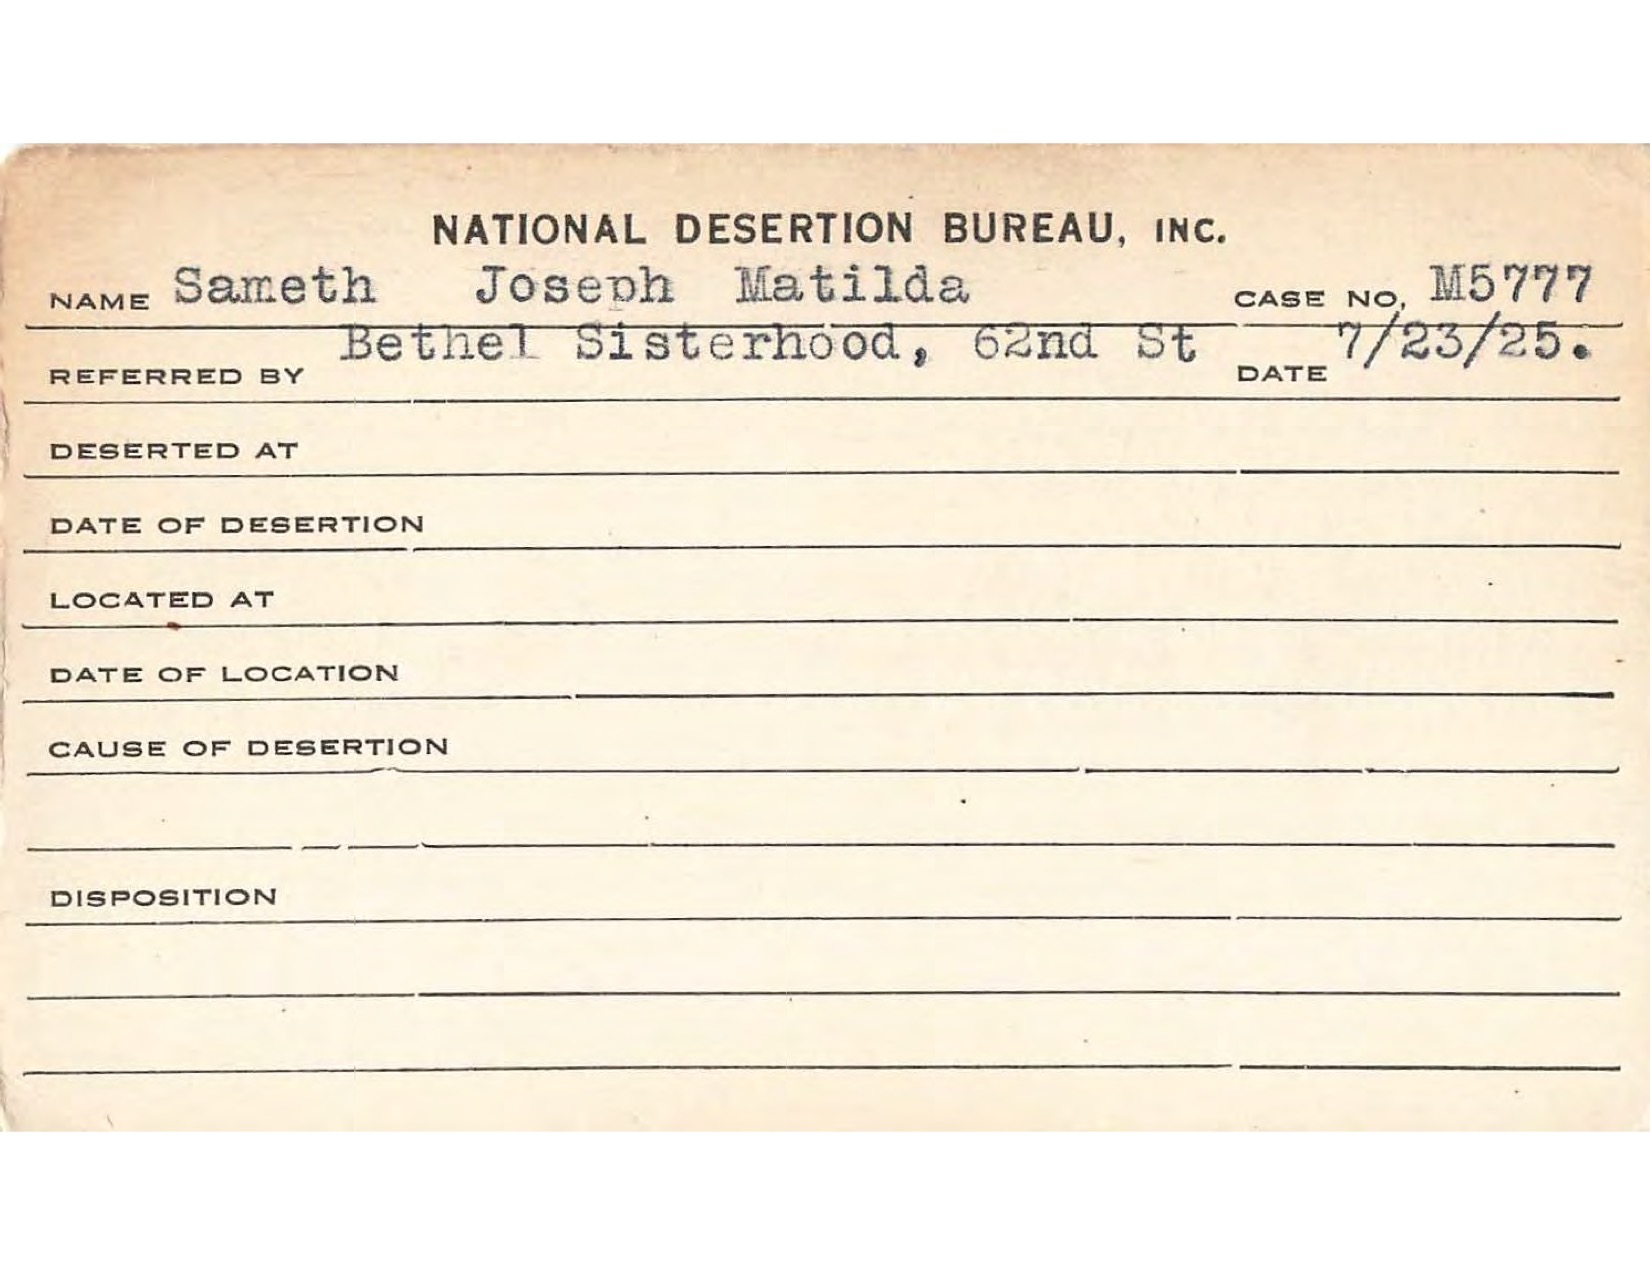 NATIONAL DESERTION BUREAU, INC.
NAME Sameth Joseph Matilda CASE NO. M5777
REFERRED BY Bethel Sisterhood, 62nd St DATE 7/23/25.
DESERTED AT
DATE OF DESERTION
LOCATED AT
DATE OF LOCATION
CAUSE OF DESERTION
DISPOSITION